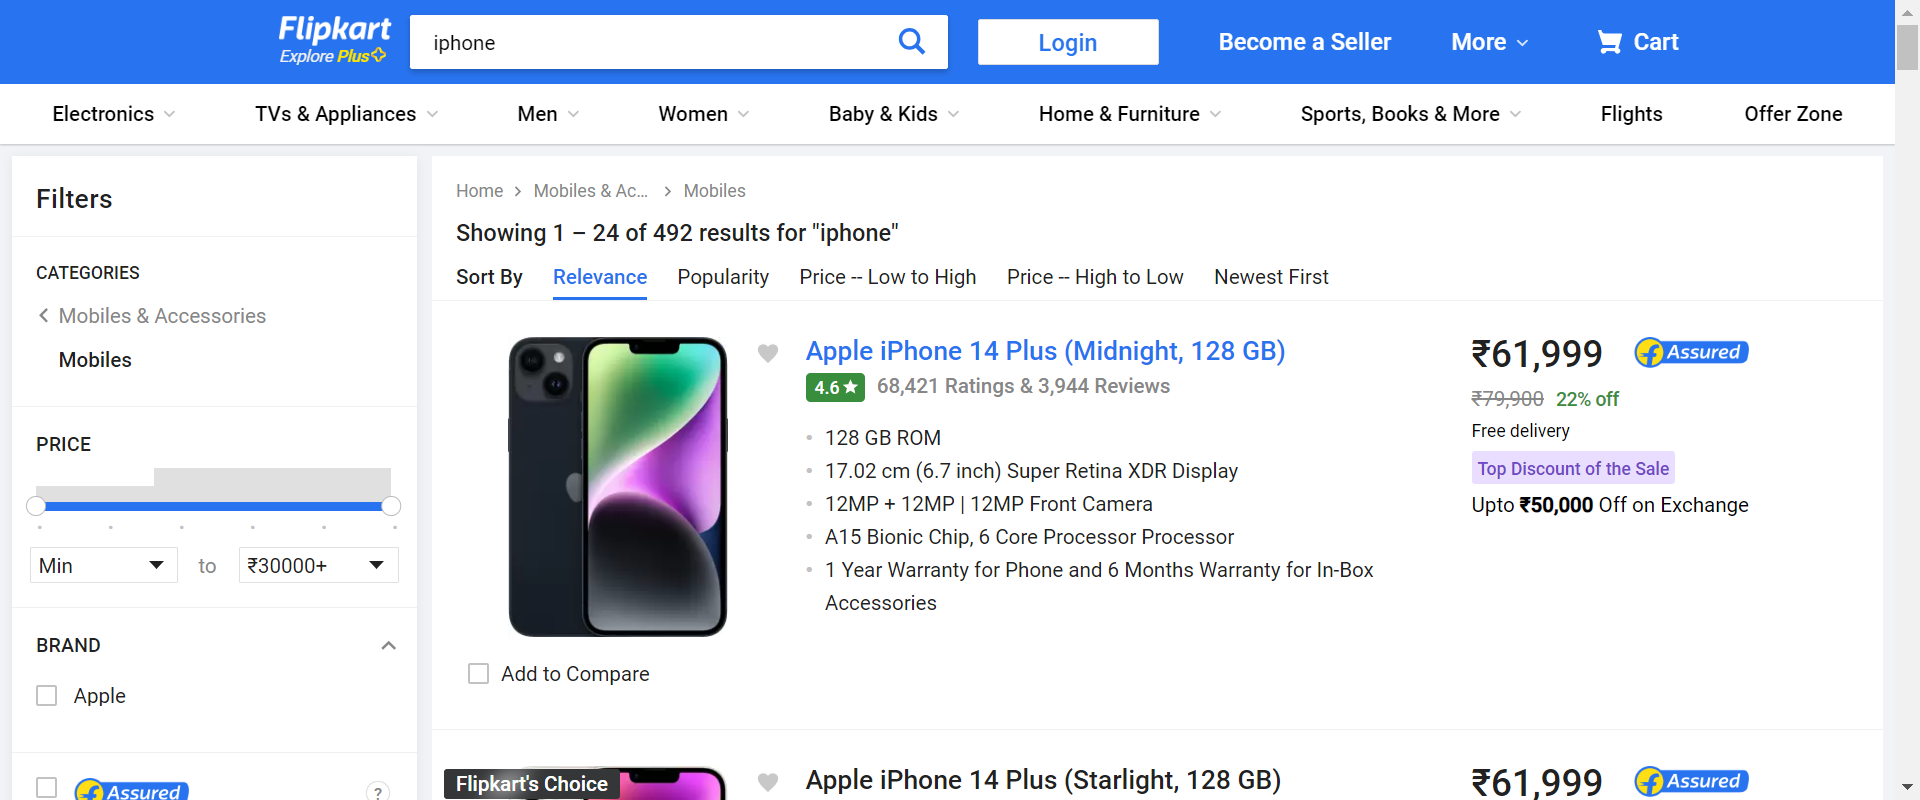 Flipkart
Explore Plus
iphone
Login
Become a Seller
More
Cart
Electronics
TVs & Appliances
Men
Women
Baby & Kids
Home & Furniture
Sports, Books & More
Flights
Offer Zone
Filters
CATEGORIES
Mobiles & Accessories
Mobiles
PRICE
Min
to
₹30000+
BRAND
Apple
Assured
?
Home
Mobiles & Ac...
Mobiles
Showing 1 – 24 of 492 results for "iphone"
Sort By
Relevance
Popularity
Price -- Low to High
Price -- High to Low
Newest First
Apple iPhone 14 Plus (Midnight, 128 GB)
4.6★
68,421 Ratings & 3,944 Reviews
128 GB ROM
17.02 cm (6.7 inch) Super Retina XDR Display
12MP + 12MP | 12MP Front Camera
A15 Bionic Chip, 6 Core Processor Processor
1 Year Warranty for Phone and 6 Months Warranty for In-Box
Accessories
₹61,999
Assured
₹79,900 22% off
Free delivery
Top Discount of the Sale
Upto ₹50,000 Off on Exchange
Add to Compare
Flipkart's Choice
Apple iPhone 14 Plus (Starlight, 128 GB)
₹61,999
Assured